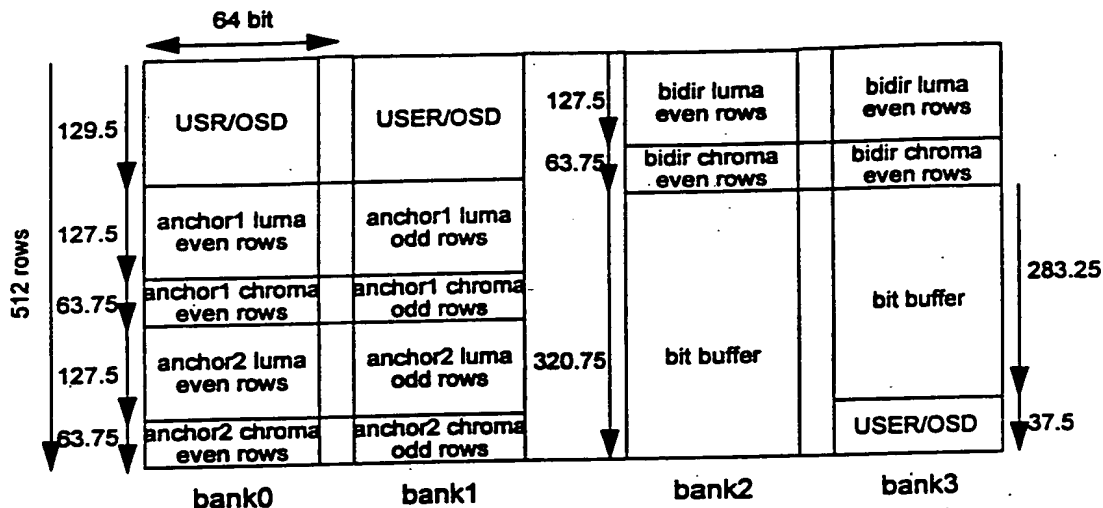 64 bit
512 rows
129.5
127.5
63.75
127.5
63.75
USR/OSD
anchor1 luma
even rows
anchor1 chroma
even rows
anchor2 luma
even rows
anchor2 chroma
even rows
bank0
USER/OSD
anchor1 luma
odd rows
anchor1 chroma
odd rows
anchor2 luma
odd rows
anchor2 chroma
odd rows
bank1
127.5
63.75
320.75
bidir luma
even rows
bidir chroma
even rows
bit buffer
bank2
bidir luma
even rows
bidir chroma
even rows
bit buffer
USER/OSD
bank3
283.25
37.5